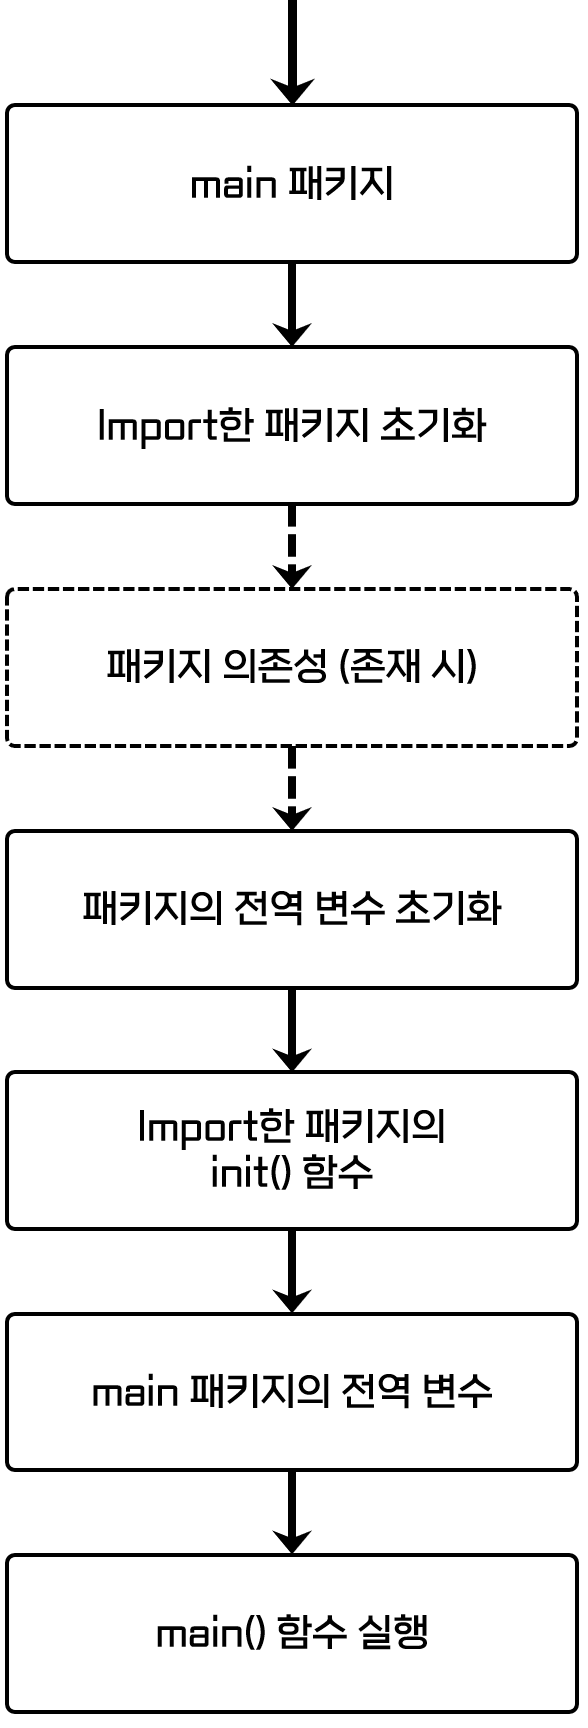 main 패키지
Import한 패키지 초기화
패키지 의존성 (존재 시)
패키지의 전역 변수 초기화
Import한 패키지의
init() 함수
main 패키지의 전역 변수
main() 함수 실행